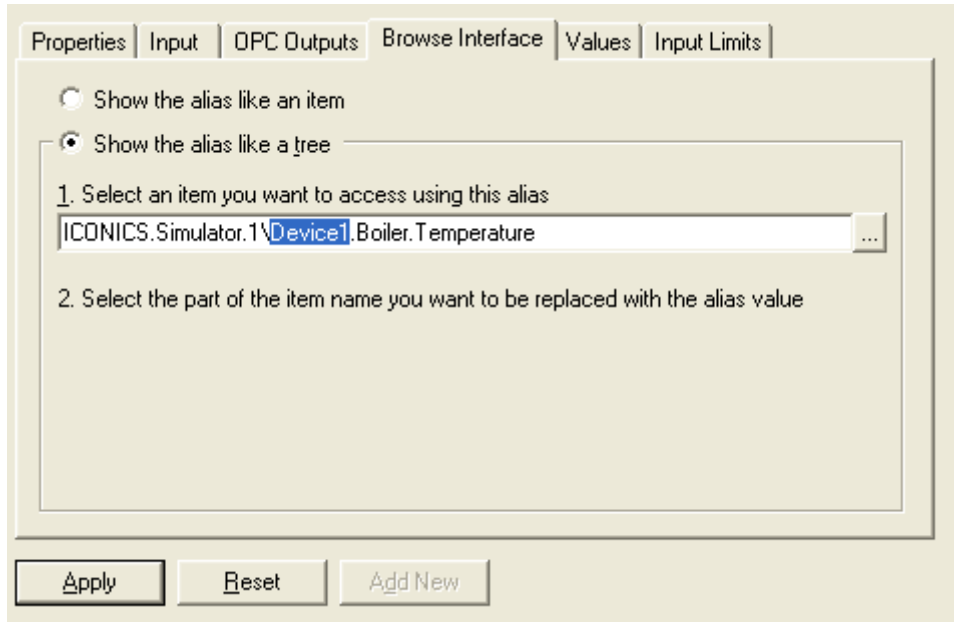 Properties Input OPC Outputs Browse Interface Values Input Limits
Show the alias like an item
Show the alias like a tree
1. Select an item you want to access using this alias
ICONICS.Simulator.1\Device1.Boiler.Temperature ...
2. Select the part of the item name you want to be replaced with the alias value
Apply Reset Add New